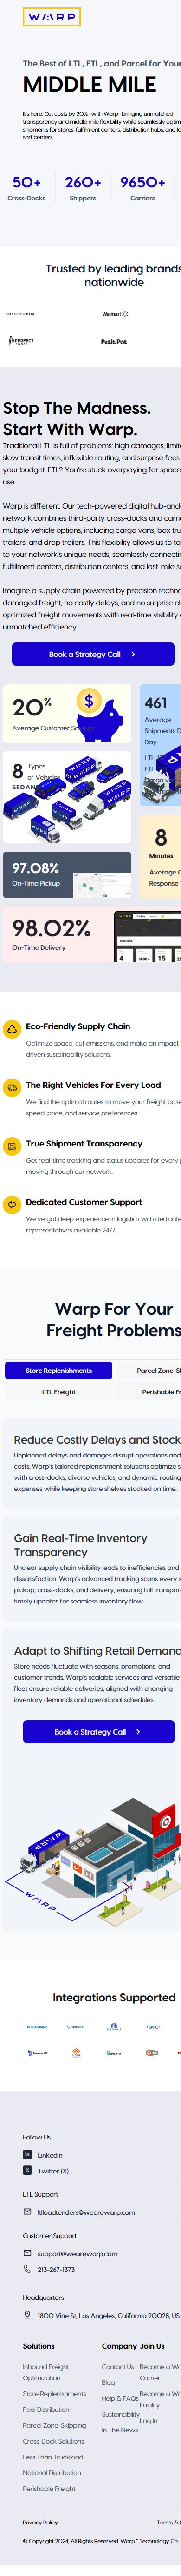 WARP
The Best of LTL, FTL, and Parcel for Your
MIDDLE MILE
It's here: Cut costs by 20%+ with Warp—bringing unmatched
transparency and middle mile flexibility while seamlessly
shipments for stores, fulfillment centers, distribution hubs, and
sort centers.
50+
Cross-Docks
260+
Shippers
9650+
Carriers
Trusted by leading brands
nationwide
BUTCHERBOX
Walmart
IMPERFECT
FOODS
Petit Pot
Stop The Madness.
Start With Warp.
Traditional LTL is full of problems: high damages,
slow transit times, inflexible routing, and surprise fees
your budget. FTL? You're stuck overpaying for space
use.
Warp is different. Our tech-powered digital
network combines third-party cross-docks and
multiple vehicle options, including cargo vans, box
trailers, and drop trailers. This flexibility allows us to
to your network's unique needs, seamlessly
fulfillment centers, distribution centers, and last-mile
Imagine a supply chain powered by precision
damaged freight, no costly delays, and no surprise
optimized freight movements with real-time visibility
unmatched efficiency.
Book a Strategy Call
20%
Average Customer
461
Average
Shipments
Day
LTL
FTL
Cargo
8 Types
of Vehicles
SEDAN
8
Minutes
Average
Response
97.08%
On-Time Pickup
98.02%
On-Time Delivery
Eco-Friendly Supply Chain
Optimize space, cut emissions, and make an impact
driven sustainability solutions.
The Right Vehicles For Every Load
We find the optimal routes to move your freight
speed, price, and service preferences.
True Shipment Transparency
Get real-time tracking and status updates for every
moving through our network.
Dedicated Customer Support
We've got deep experience in logistics with
representatives available 24/7.
Warp For Your
Freight Problems
Store Replenishments
Parcel
LTL Freight
Perishable
Reduce Costly Delays and
Unplanned delays and damages disrupt operations and
costs. Warp's tailored replenishment solutions optimize
with cross-docks, diverse vehicles, and dynamic routing
expenses while keeping store shelves stocked on time.
Gain Real-Time Inventory
Transparency
Unclear supply chain visibility leads to inefficiencies and
dissatisfaction. Warp's advanced tracking scans every
pickup, cross-docks, and delivery, ensuring full
timely updates for seamless inventory flow.
Adapt to Shifting Retail
Store needs fluctuate with seasons, promotions, and
customer trends. Warp's scalable services and versatile
fleet ensure reliable deliveries, aligned with changing
inventory demands and operational schedules.
Book a Strategy Call
WARP
WARP
Integrations Supported
Follow Us
LinkedIn
Twitter (X)
LTL Support
ltlloadtenders@wearewarp.com
Customer Support
support@wearewarp.com
213-267-1373
Headquarters
1800 Vine St, Los Angeles, California 90028, US
Solutions
Inbound Freight
Optimization
Store Replenishments
Pool Distribution
Parcel Zone-Skipping
Cross-Dock Solutions
Less Than Truckload
National Distribution
Perishable Freight
Company
Contact Us
Blog
Help & FAQs
Sustainability
In The News
Join Us
Become a
Carrier
Become a
Facility
Log In
Privacy Policy
Terms &
© Copyright 2024, All Rights Reserved. Warp™ Technology Co.